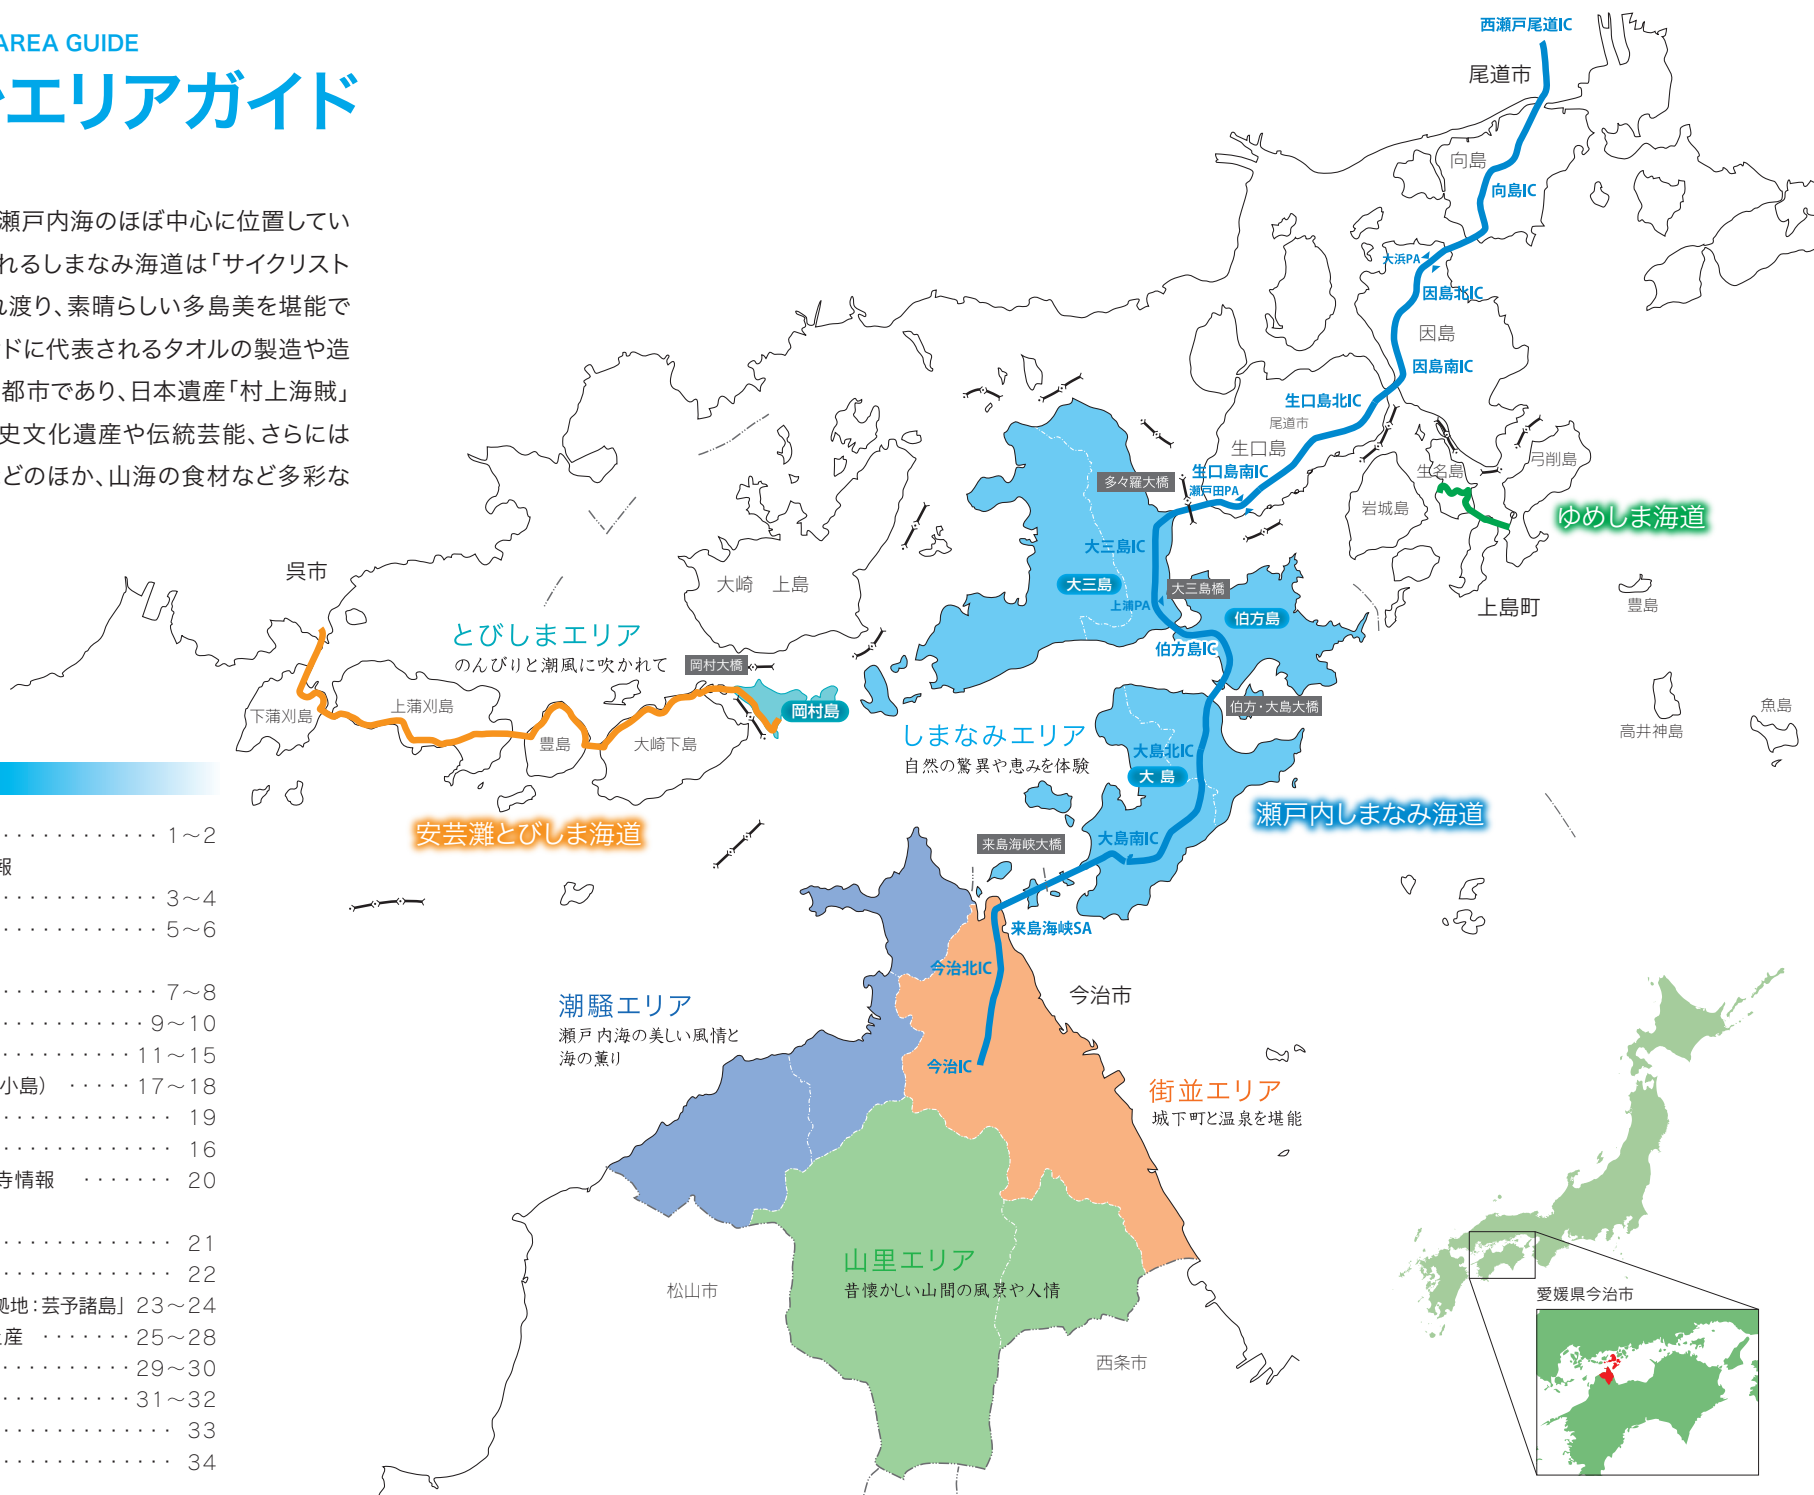 AREA GUIDE
エリアガイド
瀬戸内海のほぼ中心に位置してい
れるしまなみ海道は「サイクリスト
れ渡り、素晴らしい多島美を堪能で
ドに代表されるタオルの製造や造
都市であり、日本遺産「村上海賊」
史文化遺産や伝統芸能、さらには
どのほか、山海の食材など多彩な
1～2
報
3～4
5～6
7～8
9～10
11～15
小島） 17～18
19
16
寺情報 20
21
22
拠地：芸予諸島」 23～24
産 25～28
29～30
31～32
33
34
西瀬戸尾道IC
尾道市
向島
向島IC
大浜PA
因島北IC
因島
因島南IC
生口島北IC
尾道市
生口島
生口島南IC
瀬戸田PA
多々羅大橋
生名島
弓削島
岩城島
ゆめしま海道
上島町
豊島
高井神島
魚島
大三島IC
大三島
大三島橋
上浦PA
伯方島
伯方島IC
伯方・大島大橋
呉市
大崎 上島
とびしまエリア
のんびりと潮風に吹かれて
岡村大橋
岡村島
下蒲刈島
上蒲刈島
豊島
大崎下島
安芸灘とびしま海道
しまなみエリア
自然の驚異や恵みを体験
大島北IC
大島
瀬戸内しまなみ海道
大島南IC
来島海峡大橋
来島海峡SA
今治北IC
今治市
今治IC
潮騒エリア
瀬戸内海の美しい風情と
海の薫り
街並エリア
城下町と温泉を堪能
山里エリア
昔懐かしい山間の風景や人情
松山市
西条市
愛媛県今治市